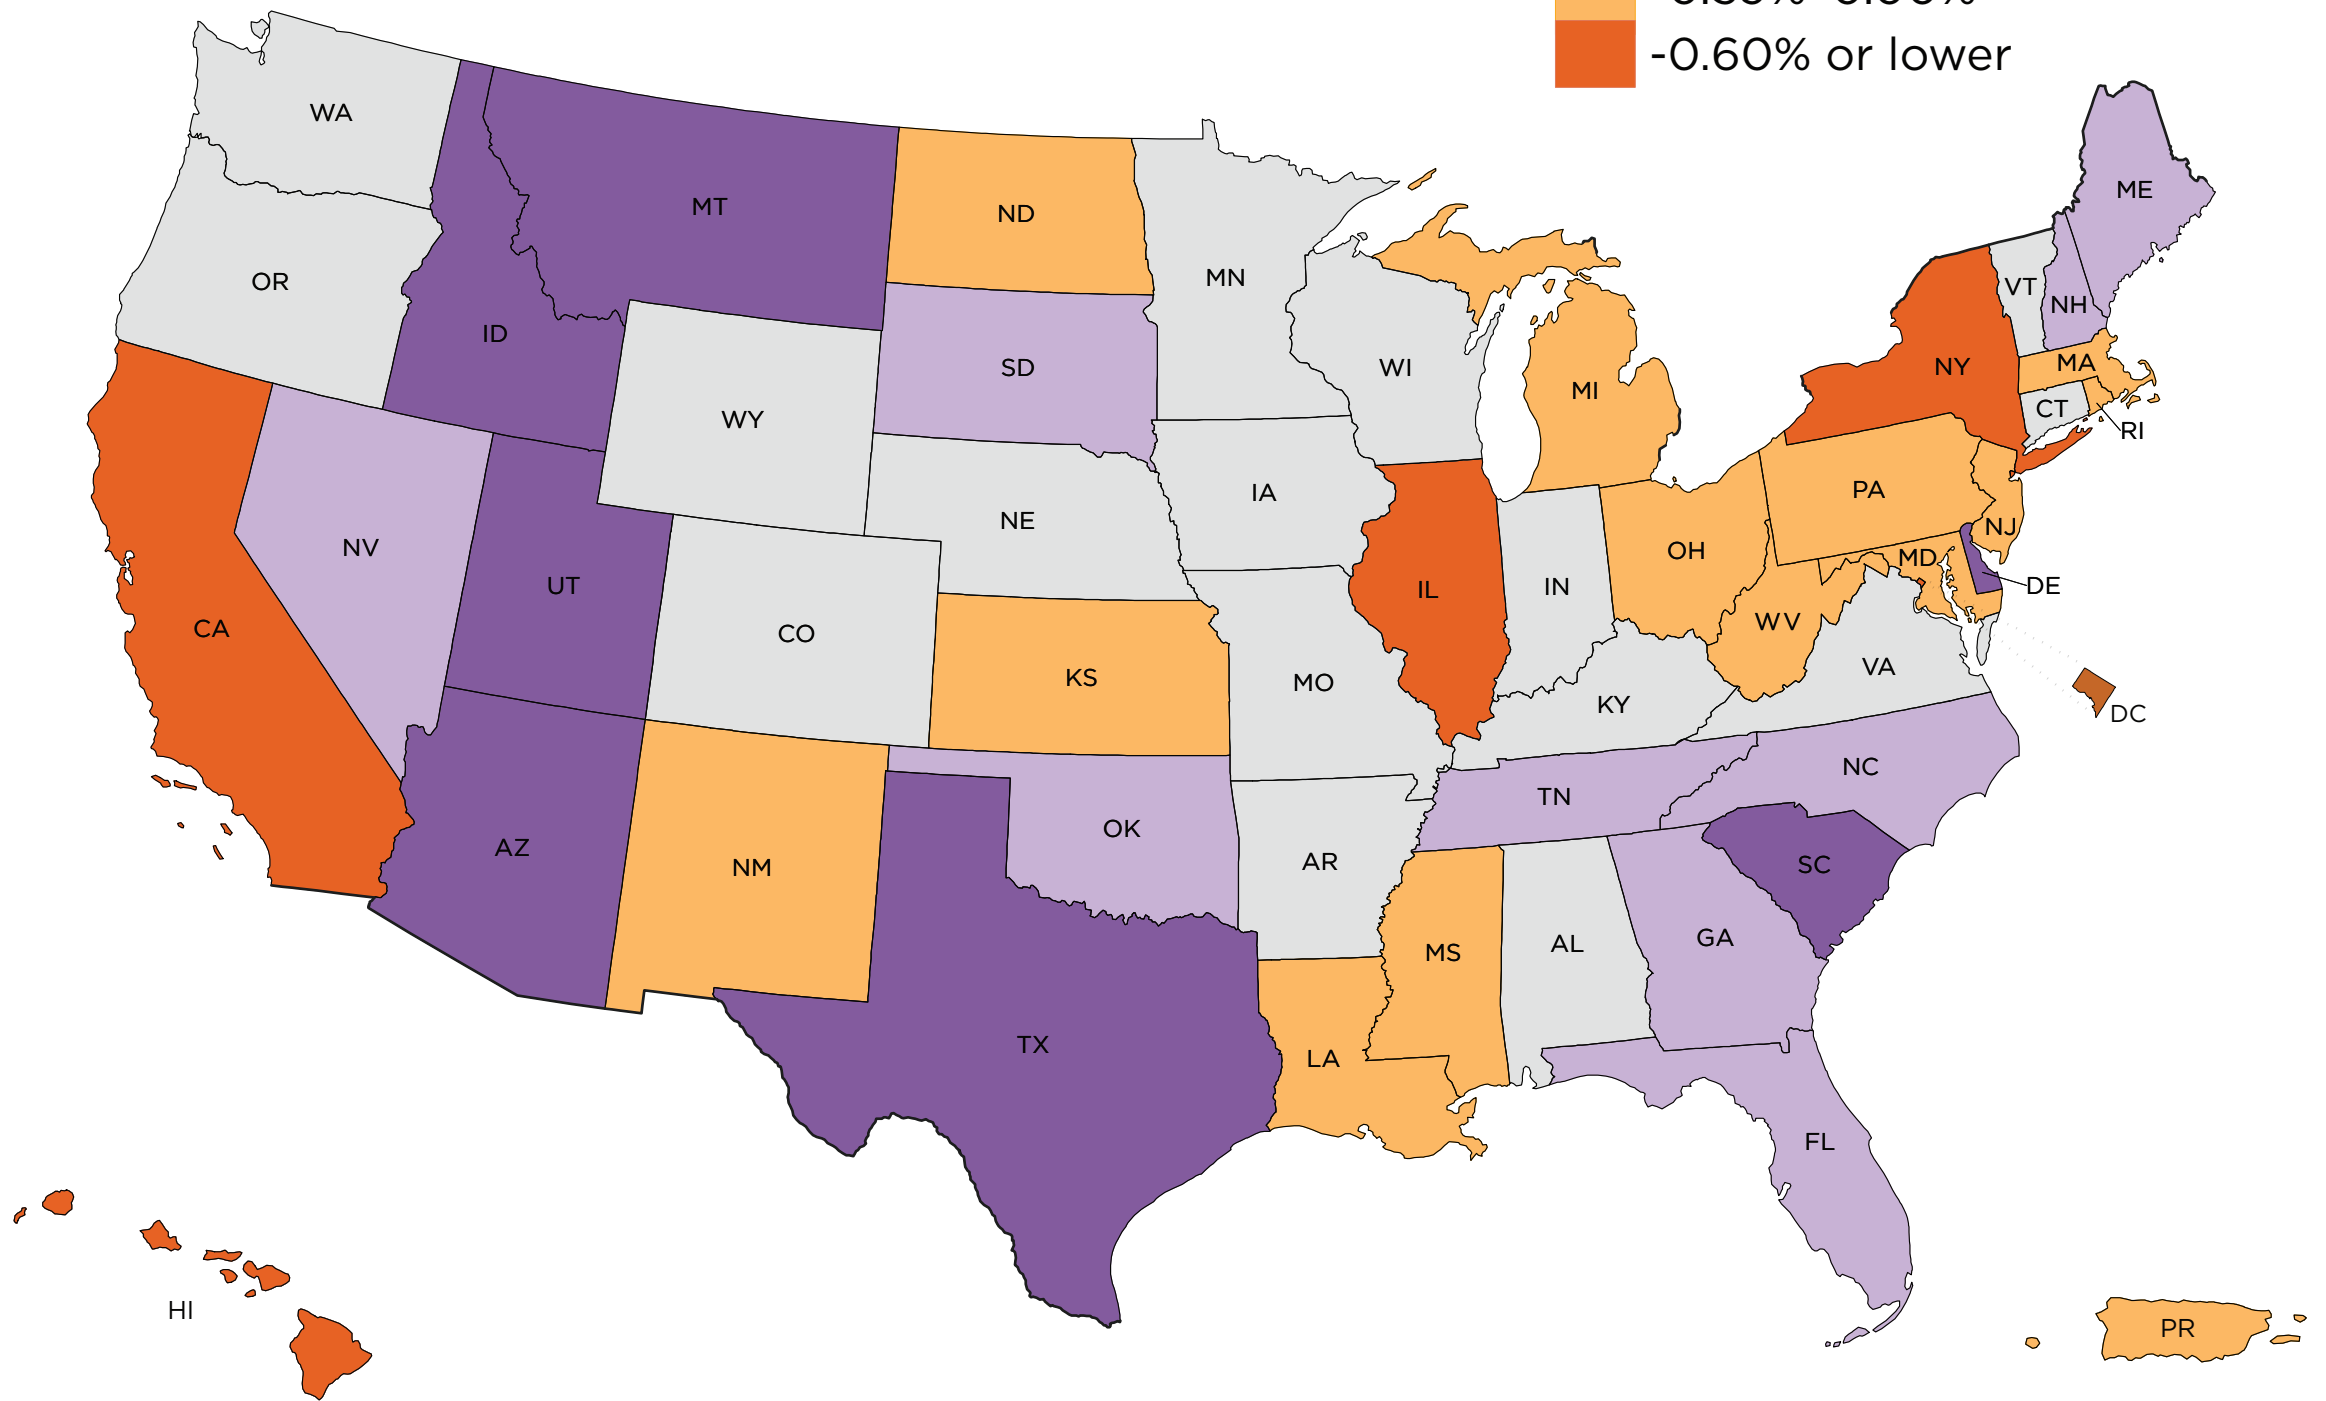 -0.60% or lower
WA
MT
ND
ME
OR
MN
VT
NH
ID
SD
WI
NY
MA
MI
CT
WY
RI
IA
PA
NE
NJ
NV
OH
MD
UT
IL
IN
DE
CA
CO
WV
KS
MO
VA
KY
DC
NC
TN
OK
AZ
AR
SC
NM
GA
AL
MS
TX
LA
FL
HI
PR